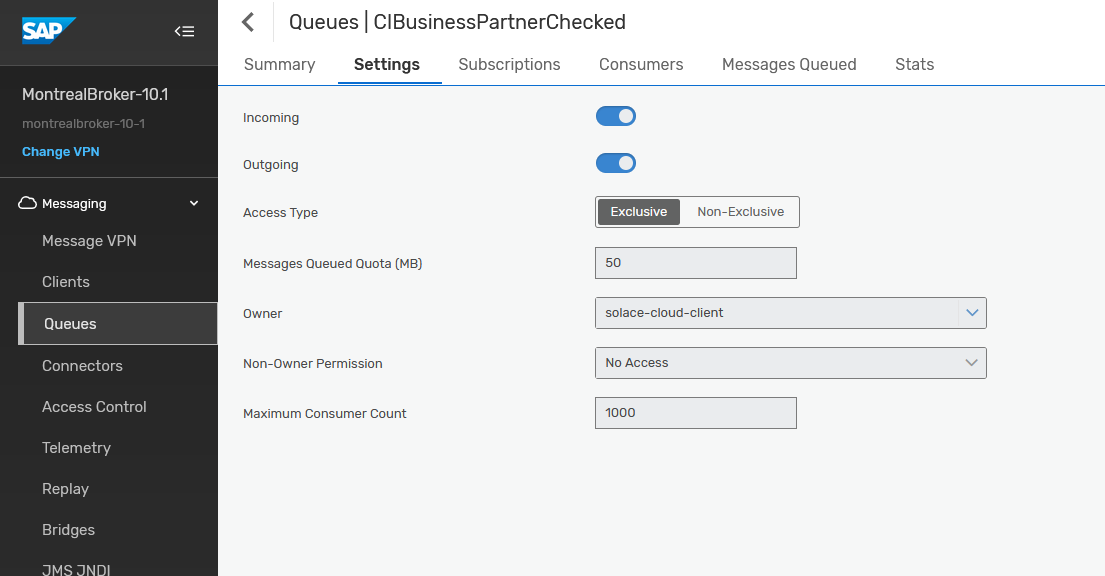 SAP
MontrealBroker-10.1
montrealbroker-10-1
Change VPN
Messaging
Message VPN
Clients
Queues
Connectors
Access Control
Telemetry
Replay
Bridges
JMS JNDI
Queues | CIBusinessPartnerChecked
Summary Settings Subscriptions Consumers Messages Queued Stats
Incoming
Outgoing
Access Type Exclusive Non-Exclusive
Messages Queued Quota (MB) 50
Owner solace-cloud-client
Non-Owner Permission No Access
Maximum Consumer Count 1000